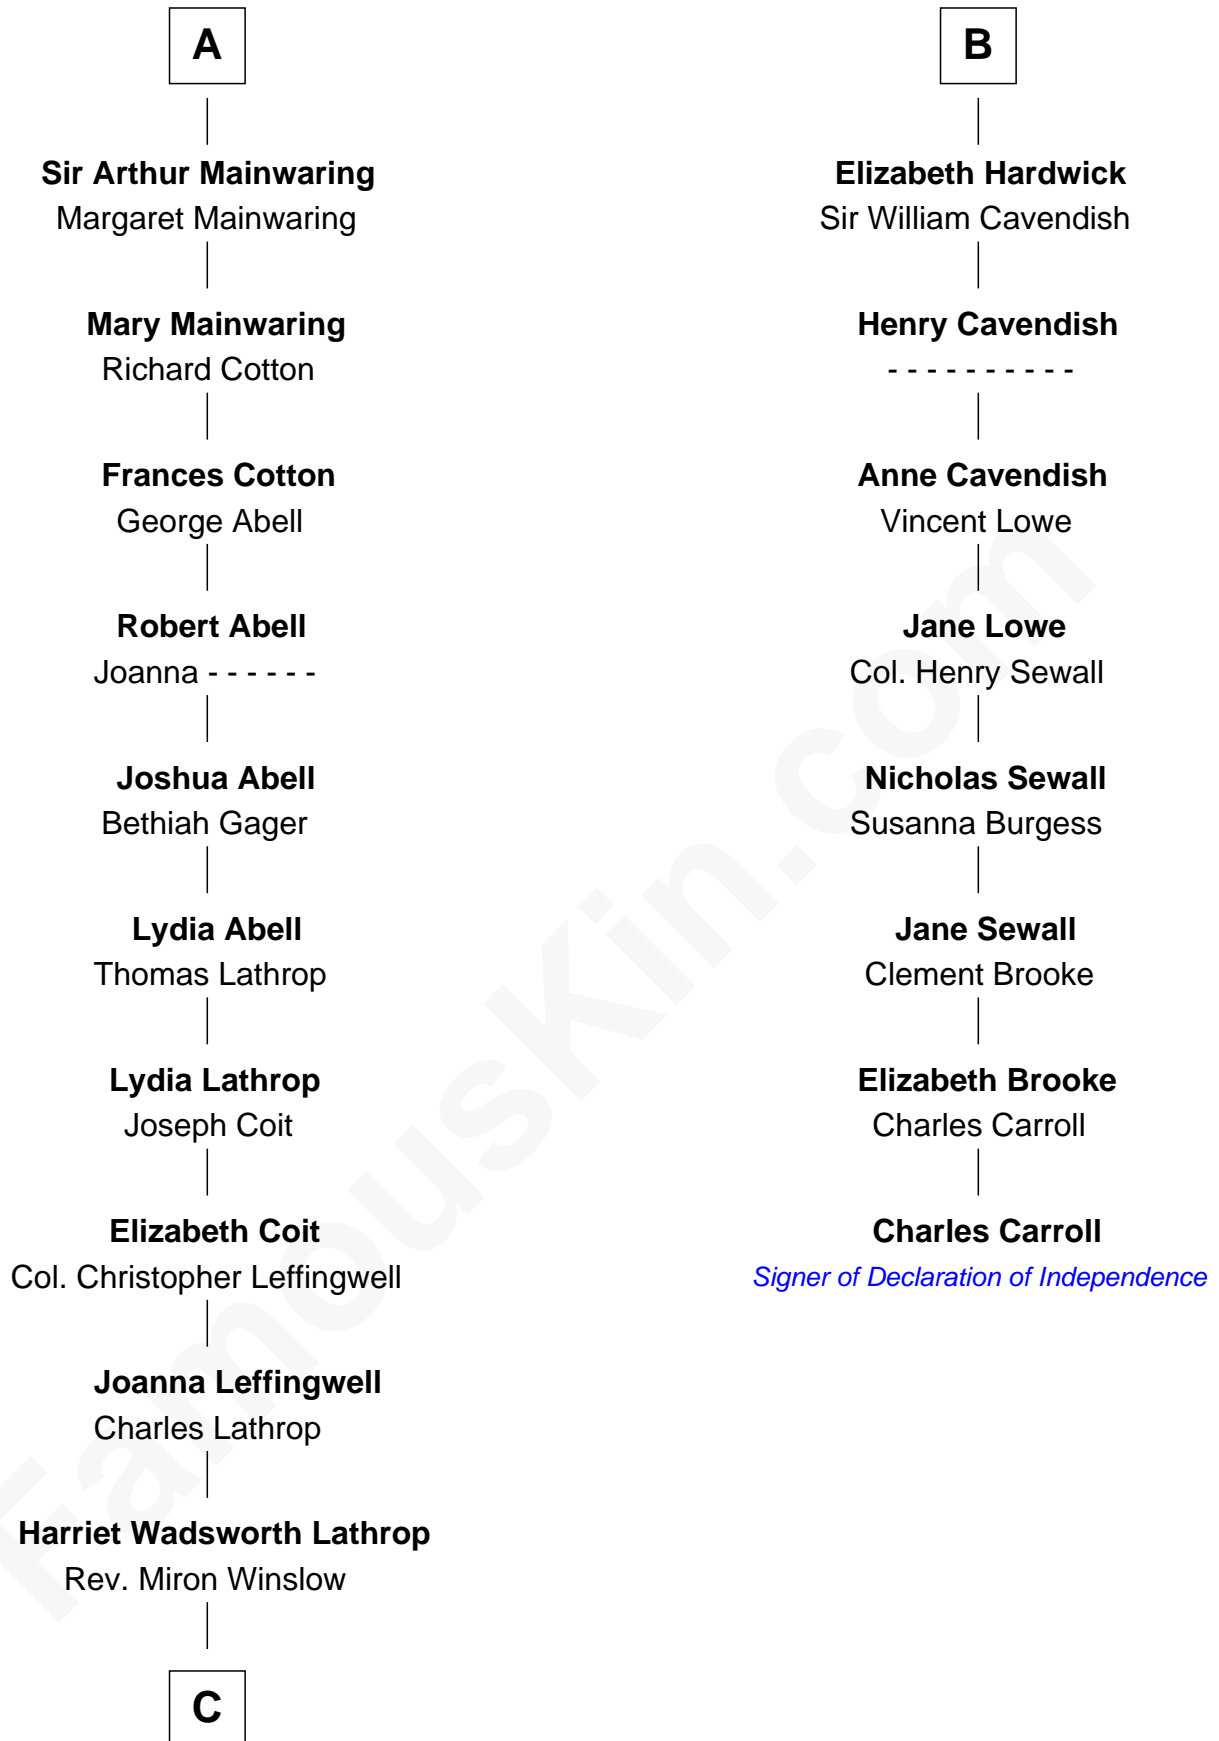 A
Sir Arthur Mainwaring
Margaret Mainwaring
Mary Mainwaring
Richard Cotton
Frances Cotton
George Abell
Robert Abell
Joanna - - - - - -
Joshua Abell
Bethiah Gager
Lydia Abell
Thomas Lathrop
Lydia Lathrop
Joseph Coit
Elizabeth Coit
Col. Christopher Leffingwell
Joanna Leffingwell
Charles Lathrop
Harriet Wadsworth Lathrop
Rev. Miron Winslow
C
B
Elizabeth Hardwick
Sir William Cavendish
Henry Cavendish
- - - - - - - - - -
Anne Cavendish
Vincent Lowe
Jane Lowe
Col. Henry Sewall
Nicholas Sewall
Susanna Burgess
Jane Sewall
Clement Brooke
Elizabeth Brooke
Charles Carroll
Charles Carroll
Signer of Declaration of Independence
FamousKin.com